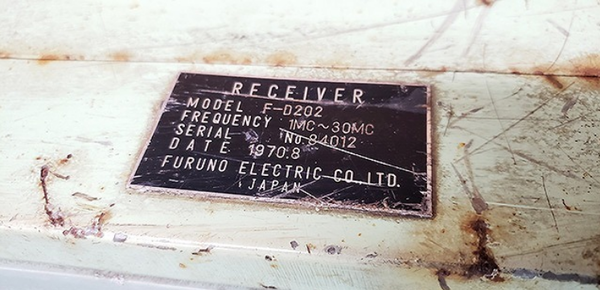 RECEIVER
MODEL F-D202
FREQUENCY 1MC~30MC
SERIAL No.84012
DATE 1970.8
FURUNO ELECTRIC CO.,LTD.
JAPAN